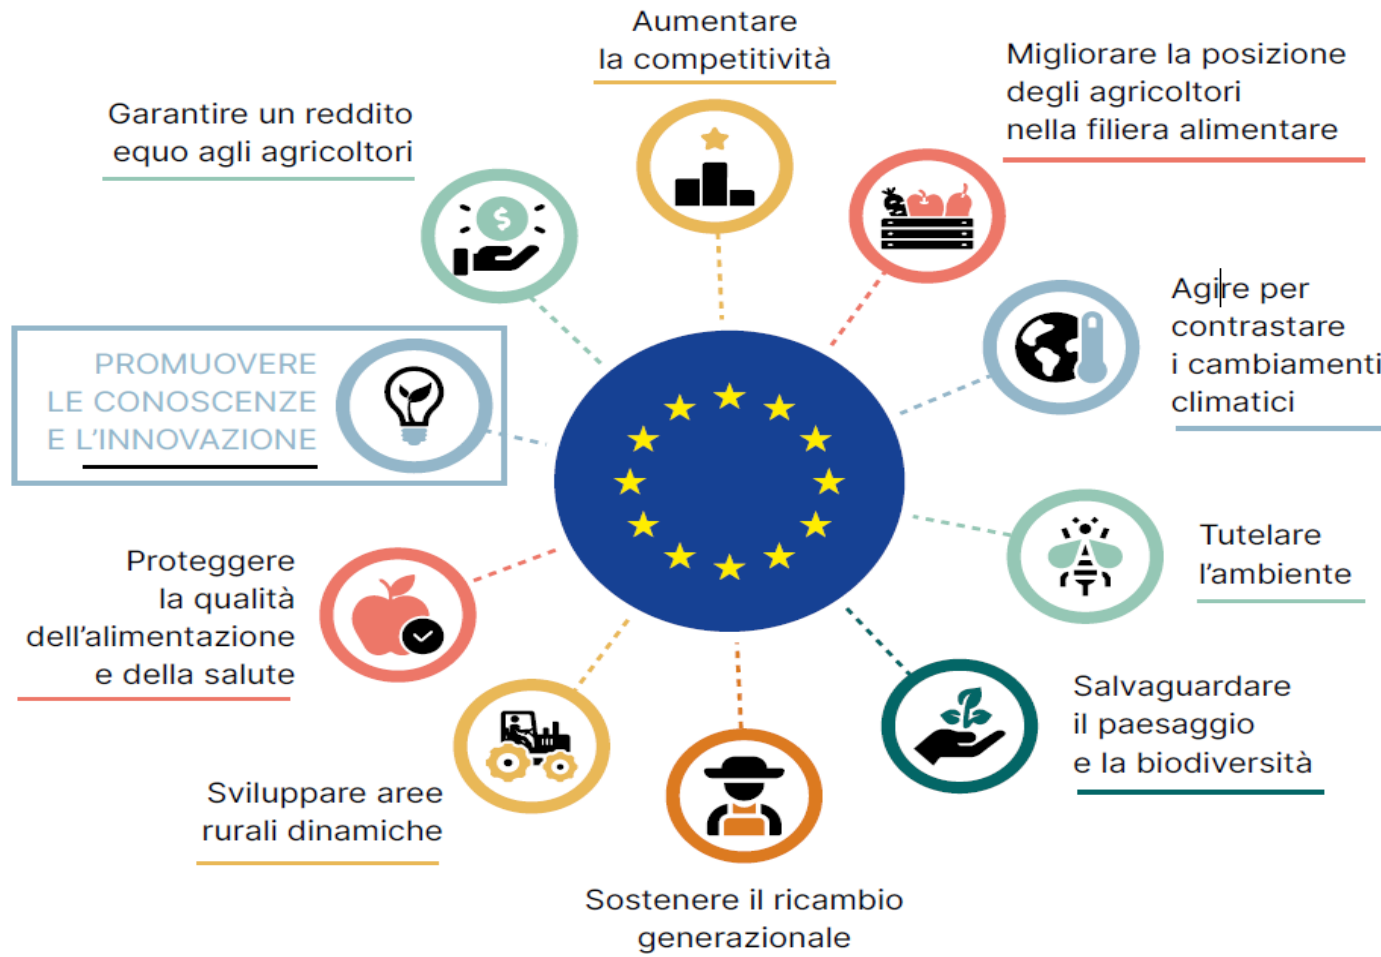 Aumentare
la competitività
Migliorare la posizione
degli agricoltori
nella filiera alimentare
Garantire un reddito
equo agli agricoltori
$
Agire per
contrastare
i cambiamenti
climatici
PROMUOVERE
LE CONOSCENZE
E L’INNOVAZIONE
Tutelare
l’ambiente
Proteggere
la qualità
dell’alimentazione
e della salute
Salvaguardare
il paesaggio
e la biodiversità
Sviluppare aree
rurali dinamiche
Sostenere il ricambio
generazionale